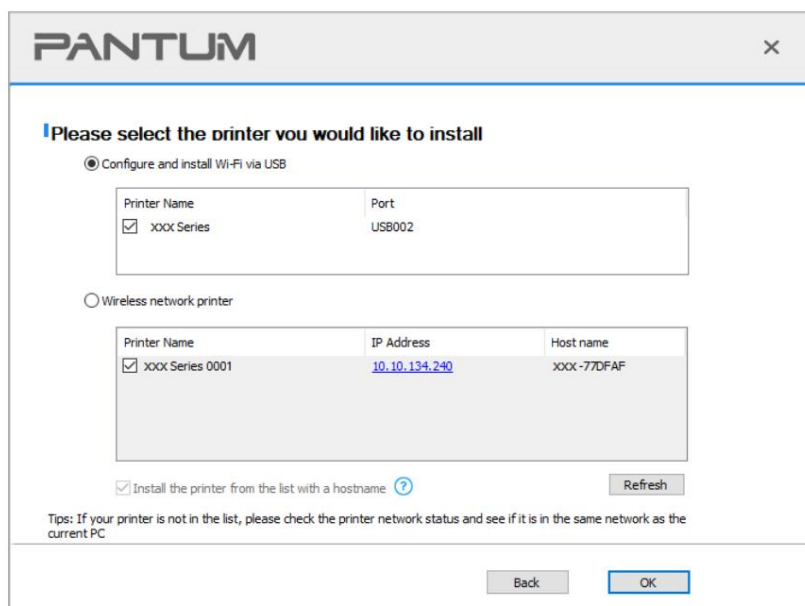 PANTUM
Please select the printer you would like to install
Configure and install Wi-Fi via USB
Printer Name Port
XXX Series USB002
Wireless network printer
Printer Name IP Address Host name
XXX Series 0001 10.10.134.240 XXX-77DFAF
Install the printer from the list with a hostname ? Refresh
Tips: If your printer is not in the list, please check the printer network status and see if it is in the same network as the
current PC
Back OK